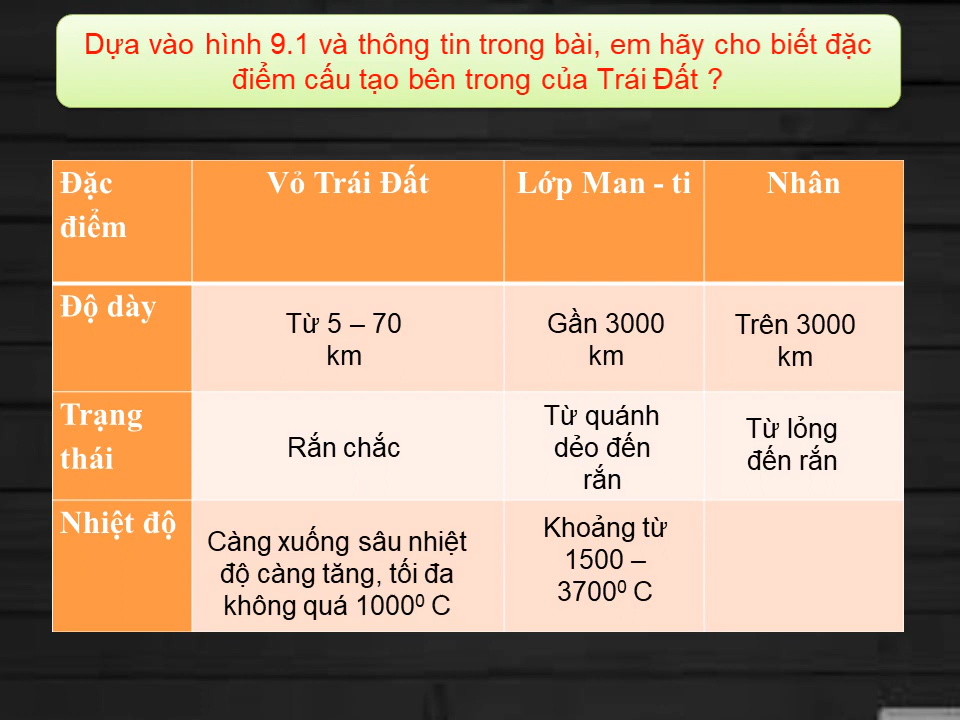 Dựa vào hình 9.1 và thông tin trong bài, em hãy cho biết đặc
điểm cấu tạo bên trong của Trái Đất ?
Đặc
điểm
Vỏ Trái Đất
Lớp Man - ti
Nhân
Độ dày
Từ 5 – 70
km
Gần 3000
km
Trên 3000
km
Trạng
thái
Rắn chắc
Từ quánh
dẻo đến
rắn
Từ lỏng
đến rắn
Nhiệt độ
Càng xuống sâu nhiệt
độ càng tăng, tối đa
không quá 1000⁰ C
Khoảng từ
1500 –
3700⁰ C